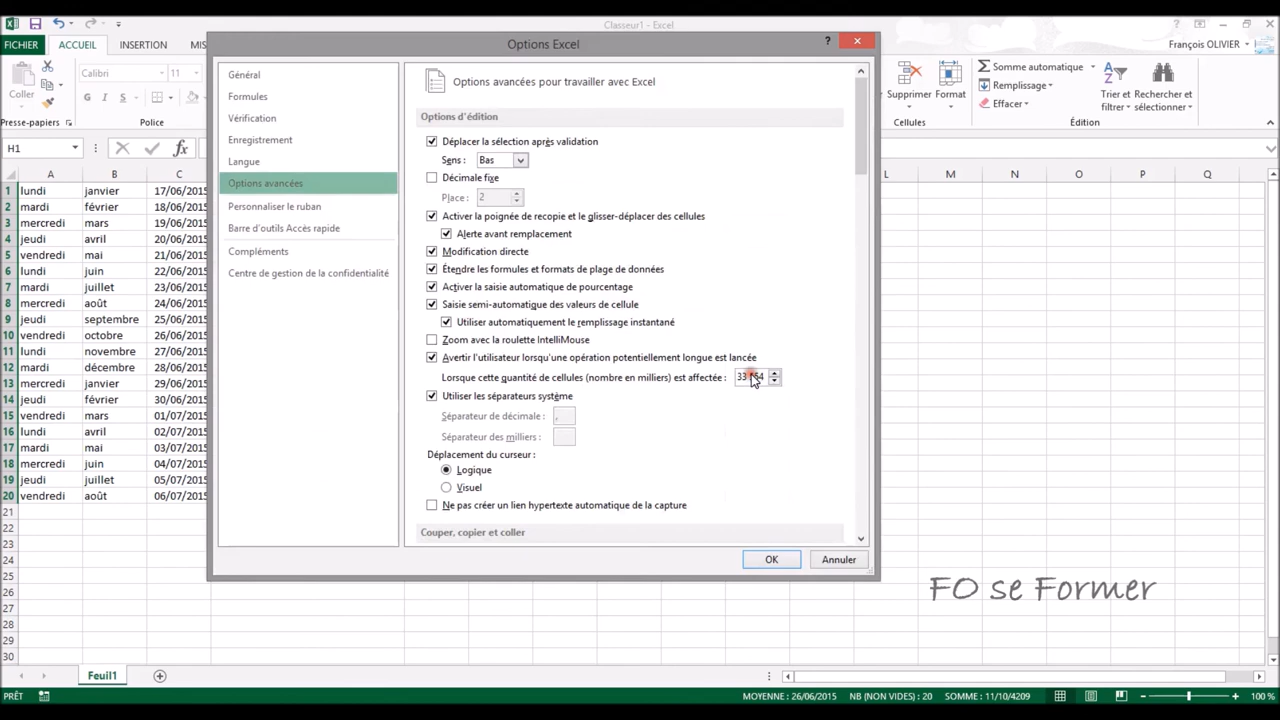 Classeur1 - Excel
FICHIER ACCUEIL INSERTION MIS
François OLIVIER
Options Excel
?
Coller
Presse-papiers
Calibri 11
G I S
Police
Supprimer Format
Cellules
Somme automatique
Remplissage
Effacer
Trier et filtrer
Rechercher et sélectionner
Édition
H1
fx
Général
Formules
Vérification
Enregistrement
Langue
Options avancées
Personnaliser le ruban
Barre d'outils Accès rapide
Compléments
Centre de gestion de la confidentialité
Options avancées pour travailler avec Excel
Options d'édition
Déplacer la sélection après validation
Sens : Bas
Décimale fixe
Place : 2
Activer la poignée de recopie et le glisser-déplacer des cellules
Alerte avant remplacement
Modification directe
Étendre les formules et formats de plage de données
Activer la saisie automatique de pourcentage
Saisie semi-automatique des valeurs de cellule
Utiliser automatiquement le remplissage instantané
Zoom avec la roulette IntelliMouse
Avertir l'utilisateur lorsqu'une opération potentiellement longue est lancée
Lorsque cette quantité de cellules (nombre en milliers) est affectée :
Utiliser les séparateurs système
Séparateur de décimale : ,
Séparateur des milliers :
Déplacement du curseur :
Logique
Visuel
Ne pas créer un lien hypertexte automatique de la capture
Couper, copier et coller
OK Annuler
A B C L M N O P Q
1 lundi janvier 17/06/2015
2 mardi février 18/06/2015
3 mercredi mars 19/06/2015
4 jeudi avril 20/06/2015
5 vendredi mai 21/06/2015
6 lundi juin 22/06/2015
7 mardi juillet 23/06/2015
8 mercredi août 24/06/2015
9 jeudi septembre 25/06/2015
10 vendredi octobre 26/06/2015
11 lundi novembre 27/06/2015
12 mardi décembre 28/06/2015
13 mercredi janvier 29/06/2015
14 jeudi février 30/06/2015
15 vendredi mars 01/07/2015
16 lundi avril 02/07/2015
17 mardi mai 03/07/2015
18 mercredi juin 04/07/2015
19 jeudi juillet 05/07/2015
20 vendredi août 06/07/2015
21
22
23
24
25
26
27
28
29
30
FO se Former
Feuil1
PRÊT MOYENNE : 26/06/2015 NB (NON VIDES) : 20 SOMME : 11/10/4209 100 %